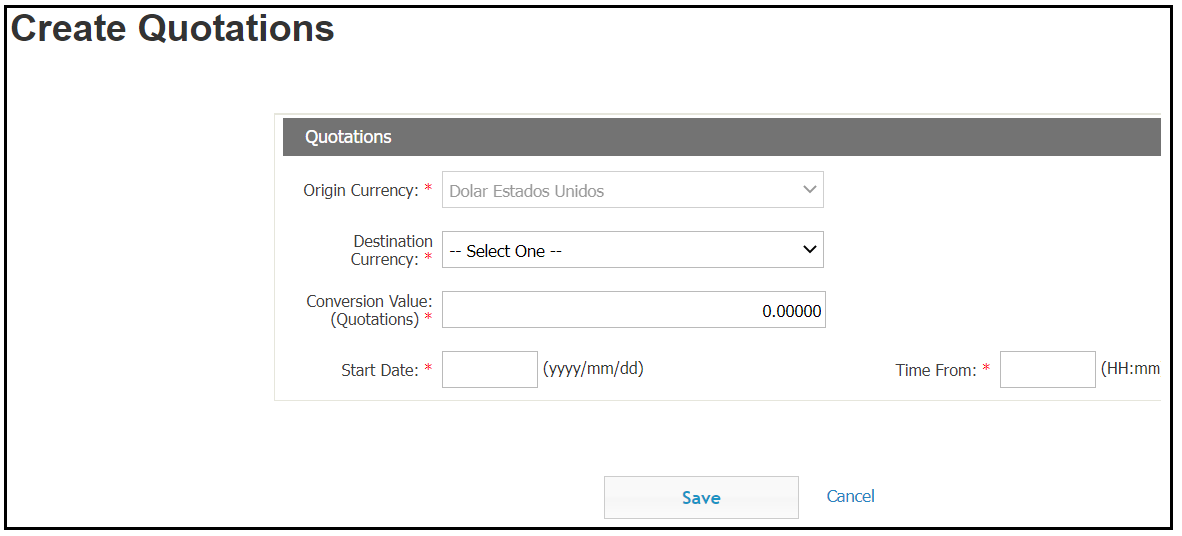 Create Quotations
Quotations
Origin Currency: * Dolar Estados Unidos
Destination
Currency: * -- Select One --
Conversion Value:
(Quotations) * 0.00000
Start Date: * (yyyy/mm/dd) Time From: * (HH:mm
Save Cancel